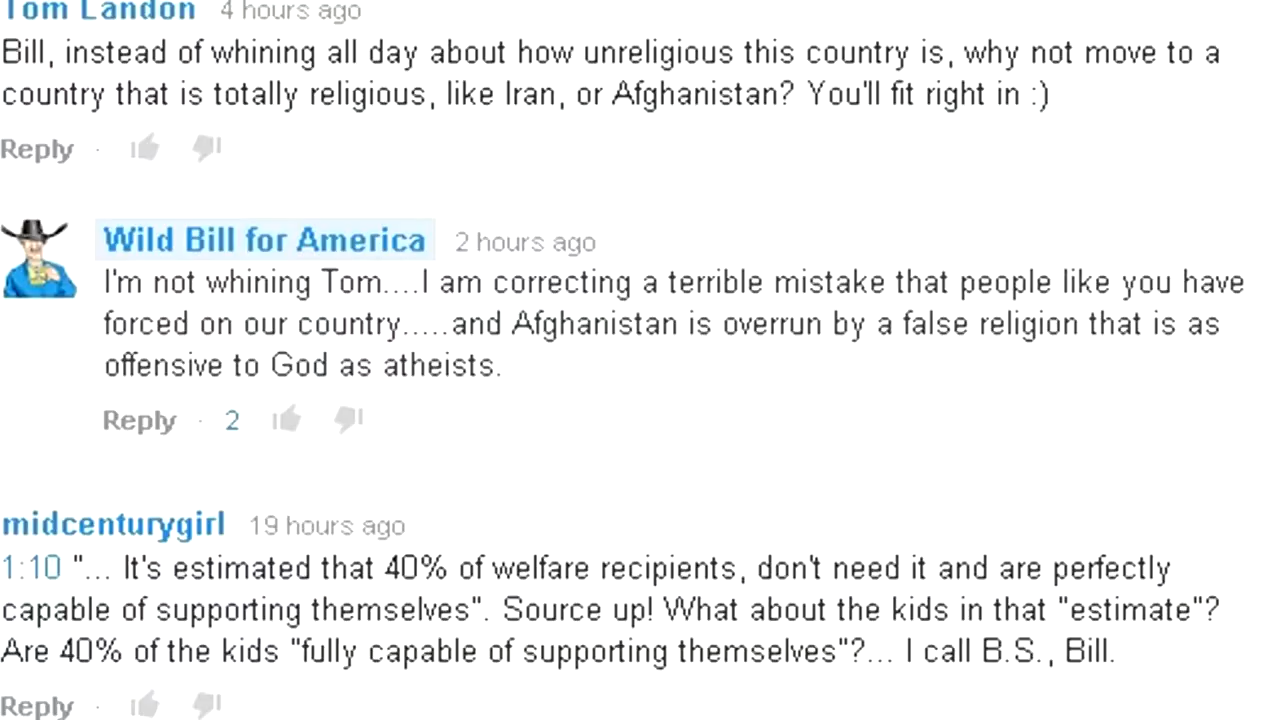 Tom Landon 4 hours ago
Bill, instead of whining all day about how unreligious this country is, why not move to a
country that is totally religious, like Iran, or Afghanistan? You'll fit right in :)
Reply ·
Wild Bill for America 2 hours ago
I'm not whining Tom....I am correcting a terrible mistake that people like you have
forced on our country.....and Afghanistan is overrun by a false religion that is as
offensive to God as atheists.
Reply · 2
midcenturygirl 19 hours ago
1:10 "... It's estimated that 40% of welfare recipients, don't need it and are perfectly
capable of supporting themselves". Source up! What about the kids in that "estimate"?
Are 40% of the kids "fully capable of supporting themselves"?... I call B.S., Bill.
Reply ·